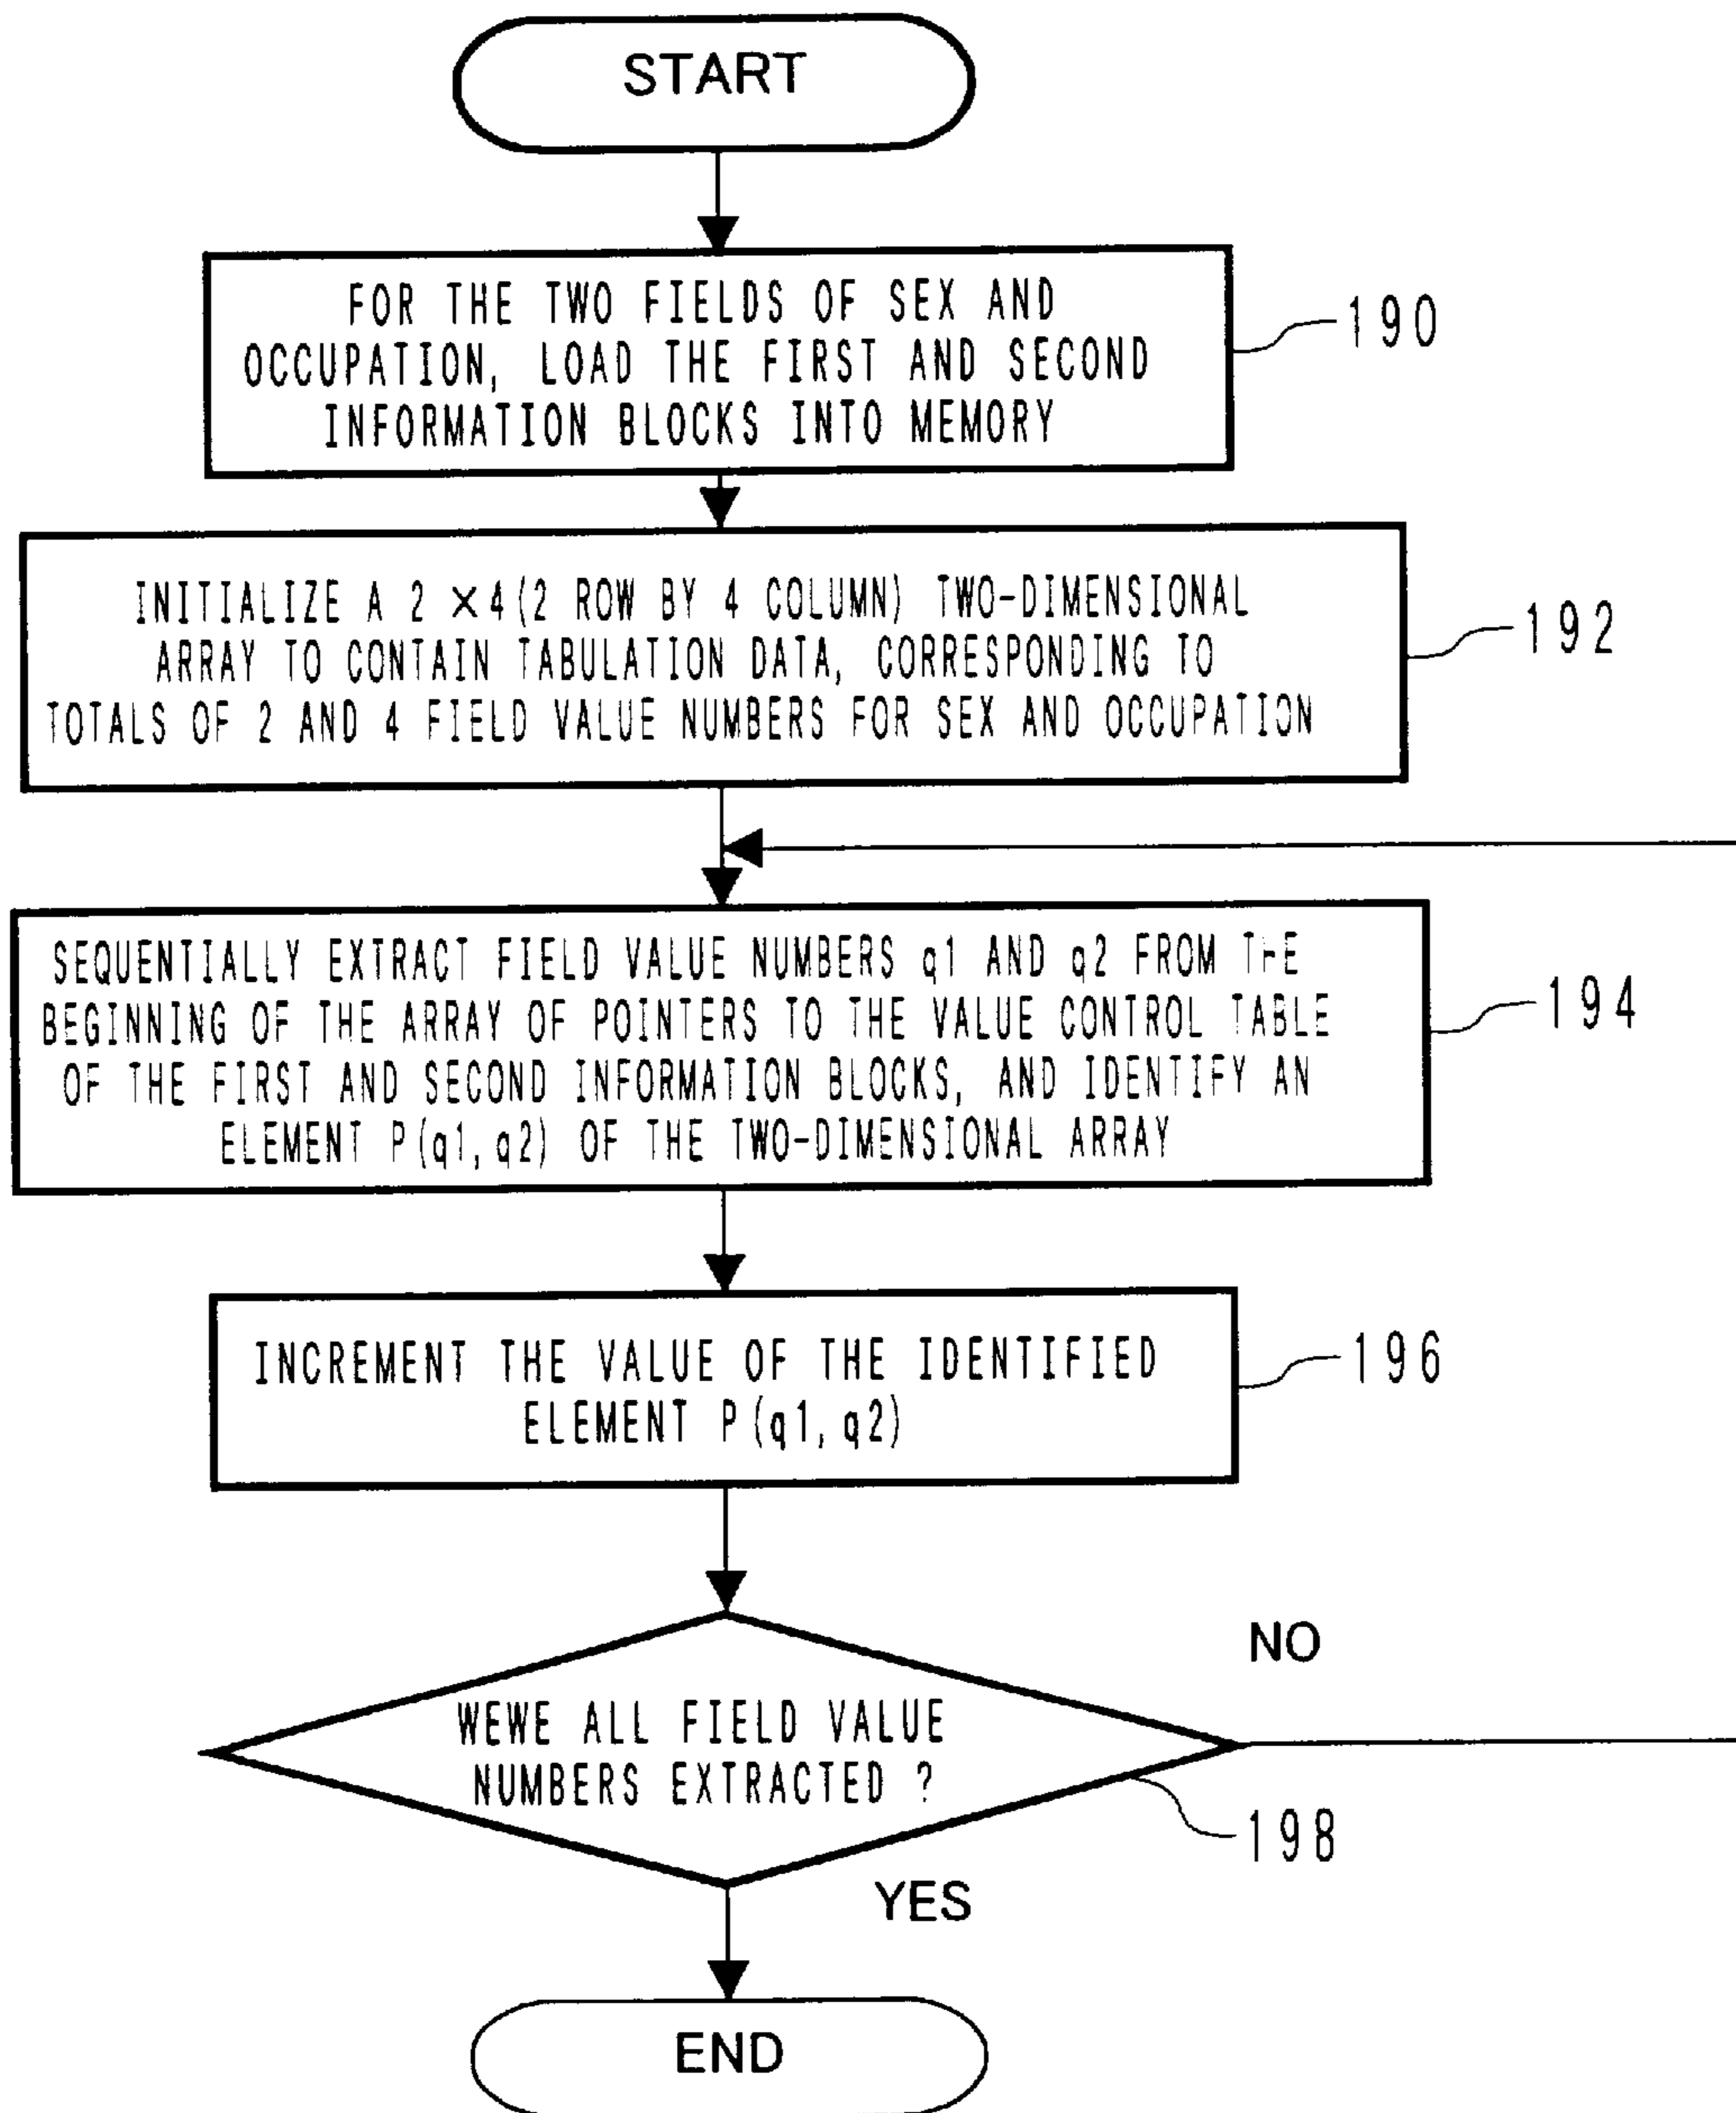 START
FOR THE TWO FIELDS OF SEX AND
OCCUPATION, LOAD THE FIRST AND SECOND
INFORMATION BLOCKS INTO MEMORY
190
INITIALIZE A 2 ×4(2 ROW BY 4 COLUMN) TWO-DIMENSIONAL
ARRAY TO CONTAIN TABULATION DATA, CORRESPONDING TO
TOTALS OF 2 AND 4 FIELD VALUE NUMBERS FOR SEX AND OCCUPATION
192
SEQUENTIALLY EXTRACT FIELD VALUE NUMBERS q1 AND q2 FROM THE
BEGINNING OF THE ARRAY OF POINTERS TO THE VALUE CONTROL TABLE
OF THE FIRST AND SECOND INFORMATION BLOCKS, AND IDENTIFY AN
ELEMENT P(q1,q2) OF THE TWO-DIMENSIONAL ARRAY
194
INCREMENT THE VALUE OF THE IDENTIFIED
ELEMENT P(q1,q2)
196
WEWE ALL FIELD VALUE
NUMBERS EXTRACTED ?
NO
198
YES
END